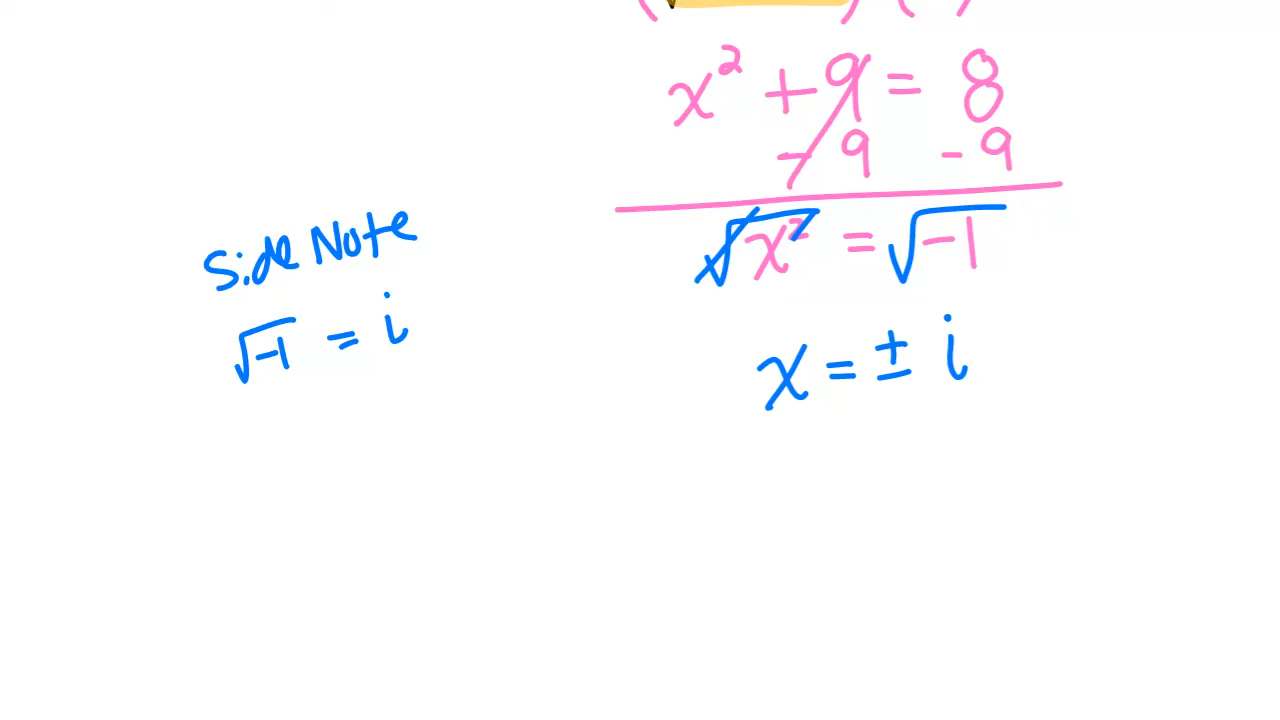 x² + 9 = 8
- 9 - 9
√x² = √-1
x = ± i
Side Note
√-1 = i